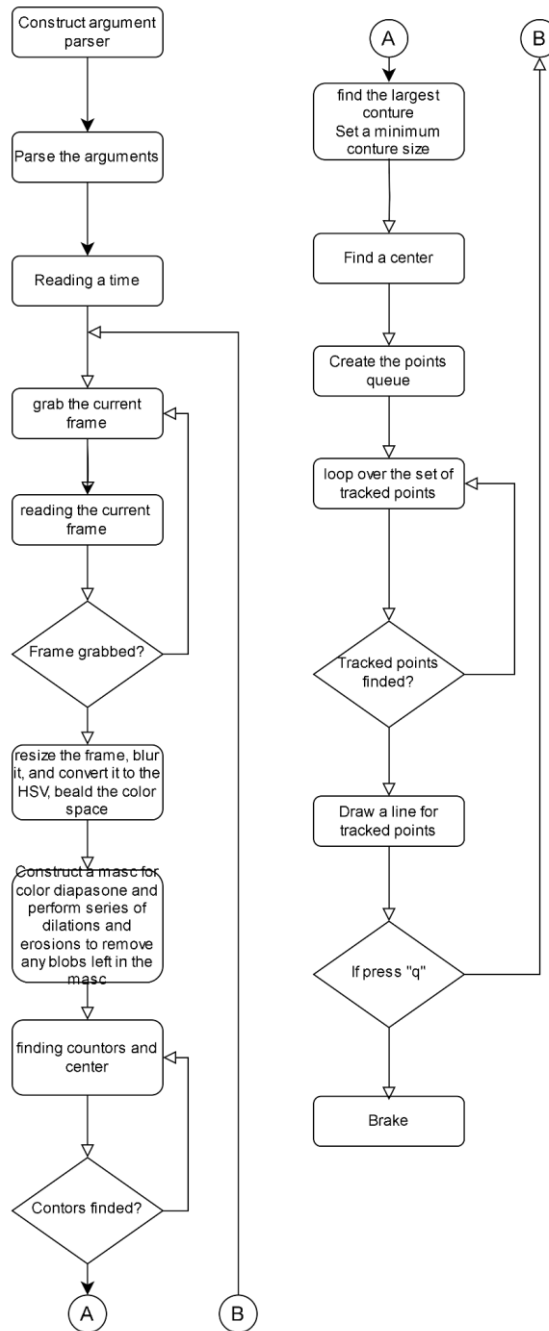 Construct argument
parser
Parse the arguments
Reading a time
grab the current
frame
reading the current
frame
Frame grabbed?
resize the frame, blur
it, and convert it to the
HSV, beald the color
space
Construct a masc for
color diapasone and
perform series of
dilations and
erosions to remove
any blobs left in the
masc
finding countors and
center
Contors finded?
A
B
A
find the largest
conture
Set a minimum
conture size
Find a center
Create the points
queue
loop over the set of
tracked points
Tracked points
finded?
Draw a line for
tracked points
If press "q"
Brake
B